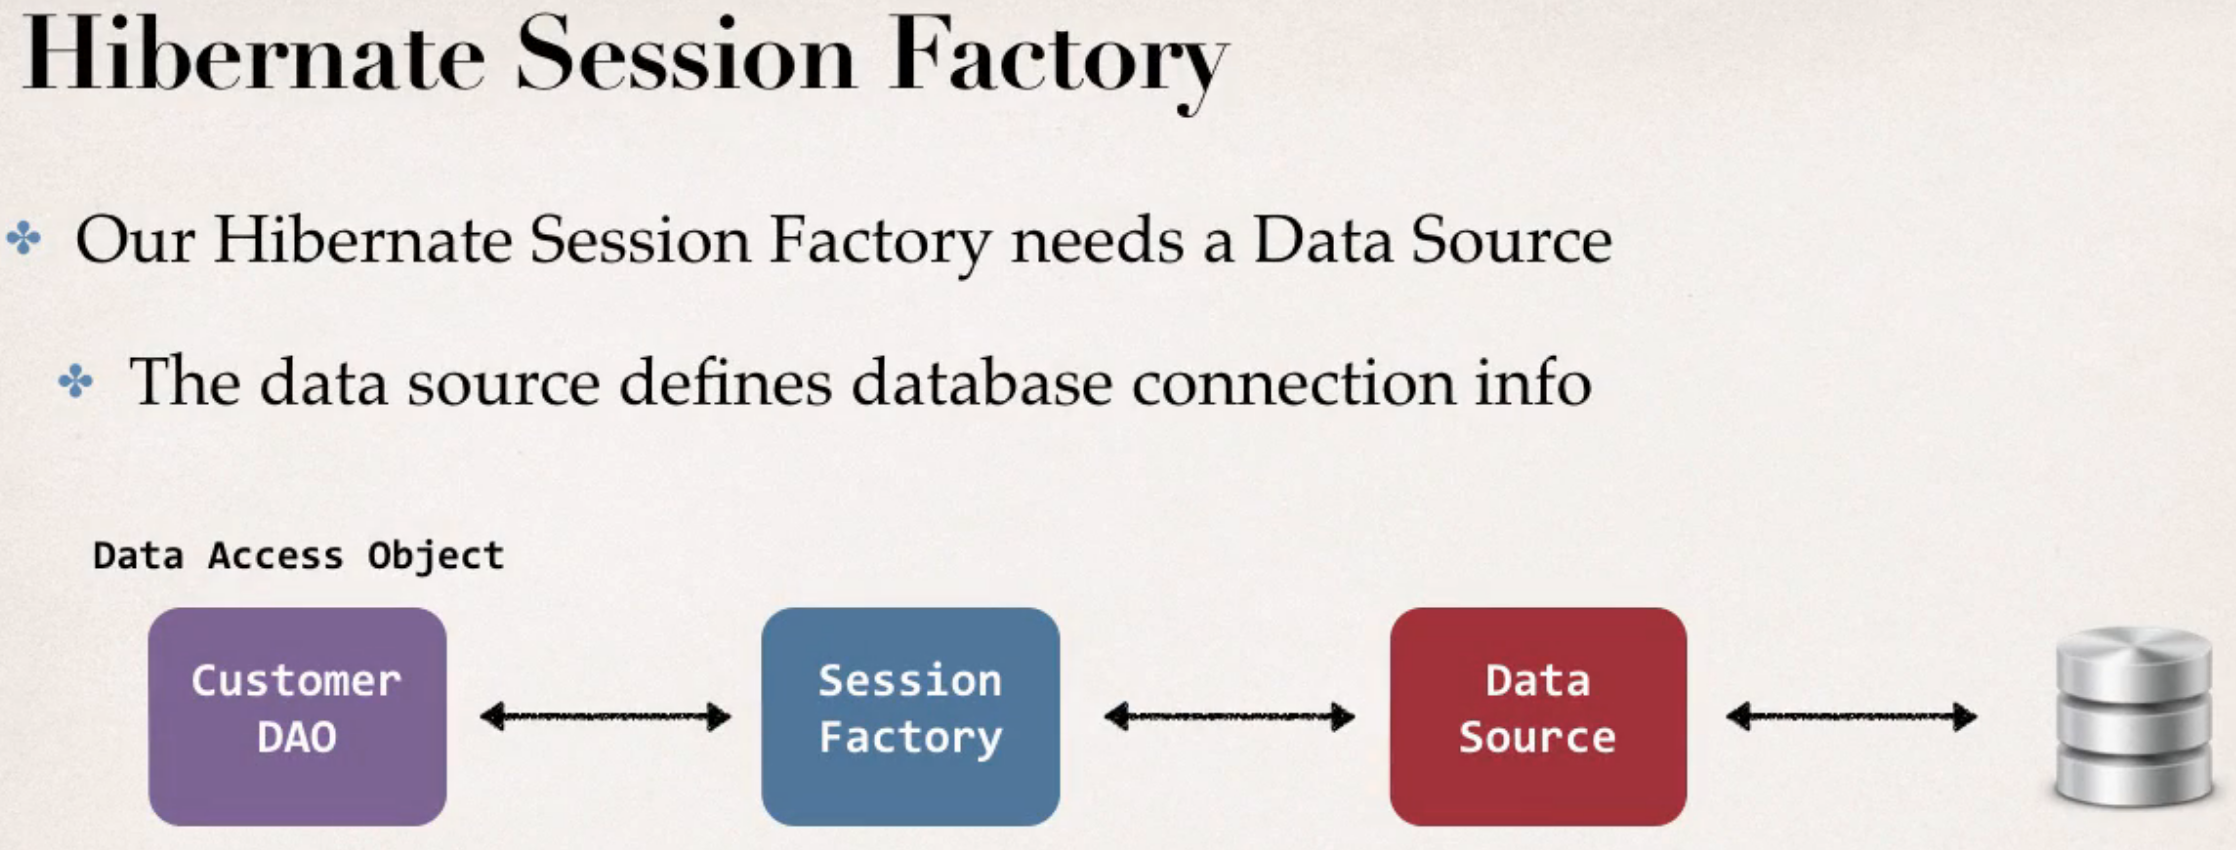 Hibernate Session Factory
Our Hibernate Session Factory needs a Data Source
The data source defines database connection info
Data Access Object
Customer
DAO
Session
Factory
Data
Source